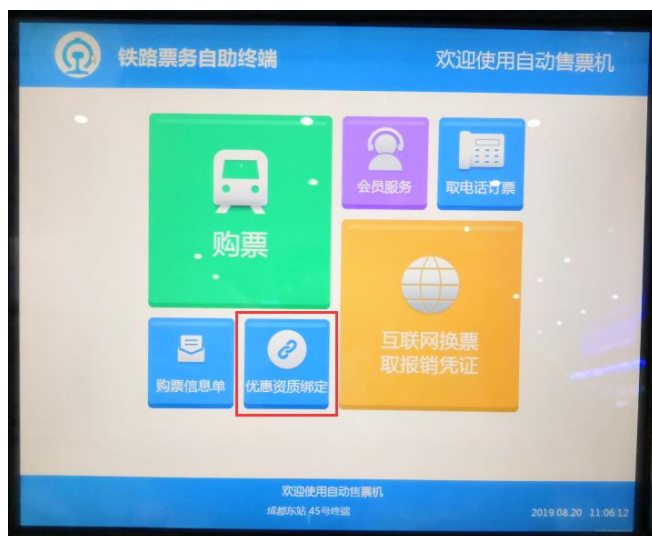 铁路票务自助终端
欢迎使用自动售票机
购票
会员服务
取电话订票
互联网换票
取报销凭证
购票信息单
优惠资质绑定
欢迎使用自动售票机
成都东站 45号终端
2019.08.20 11:06:12